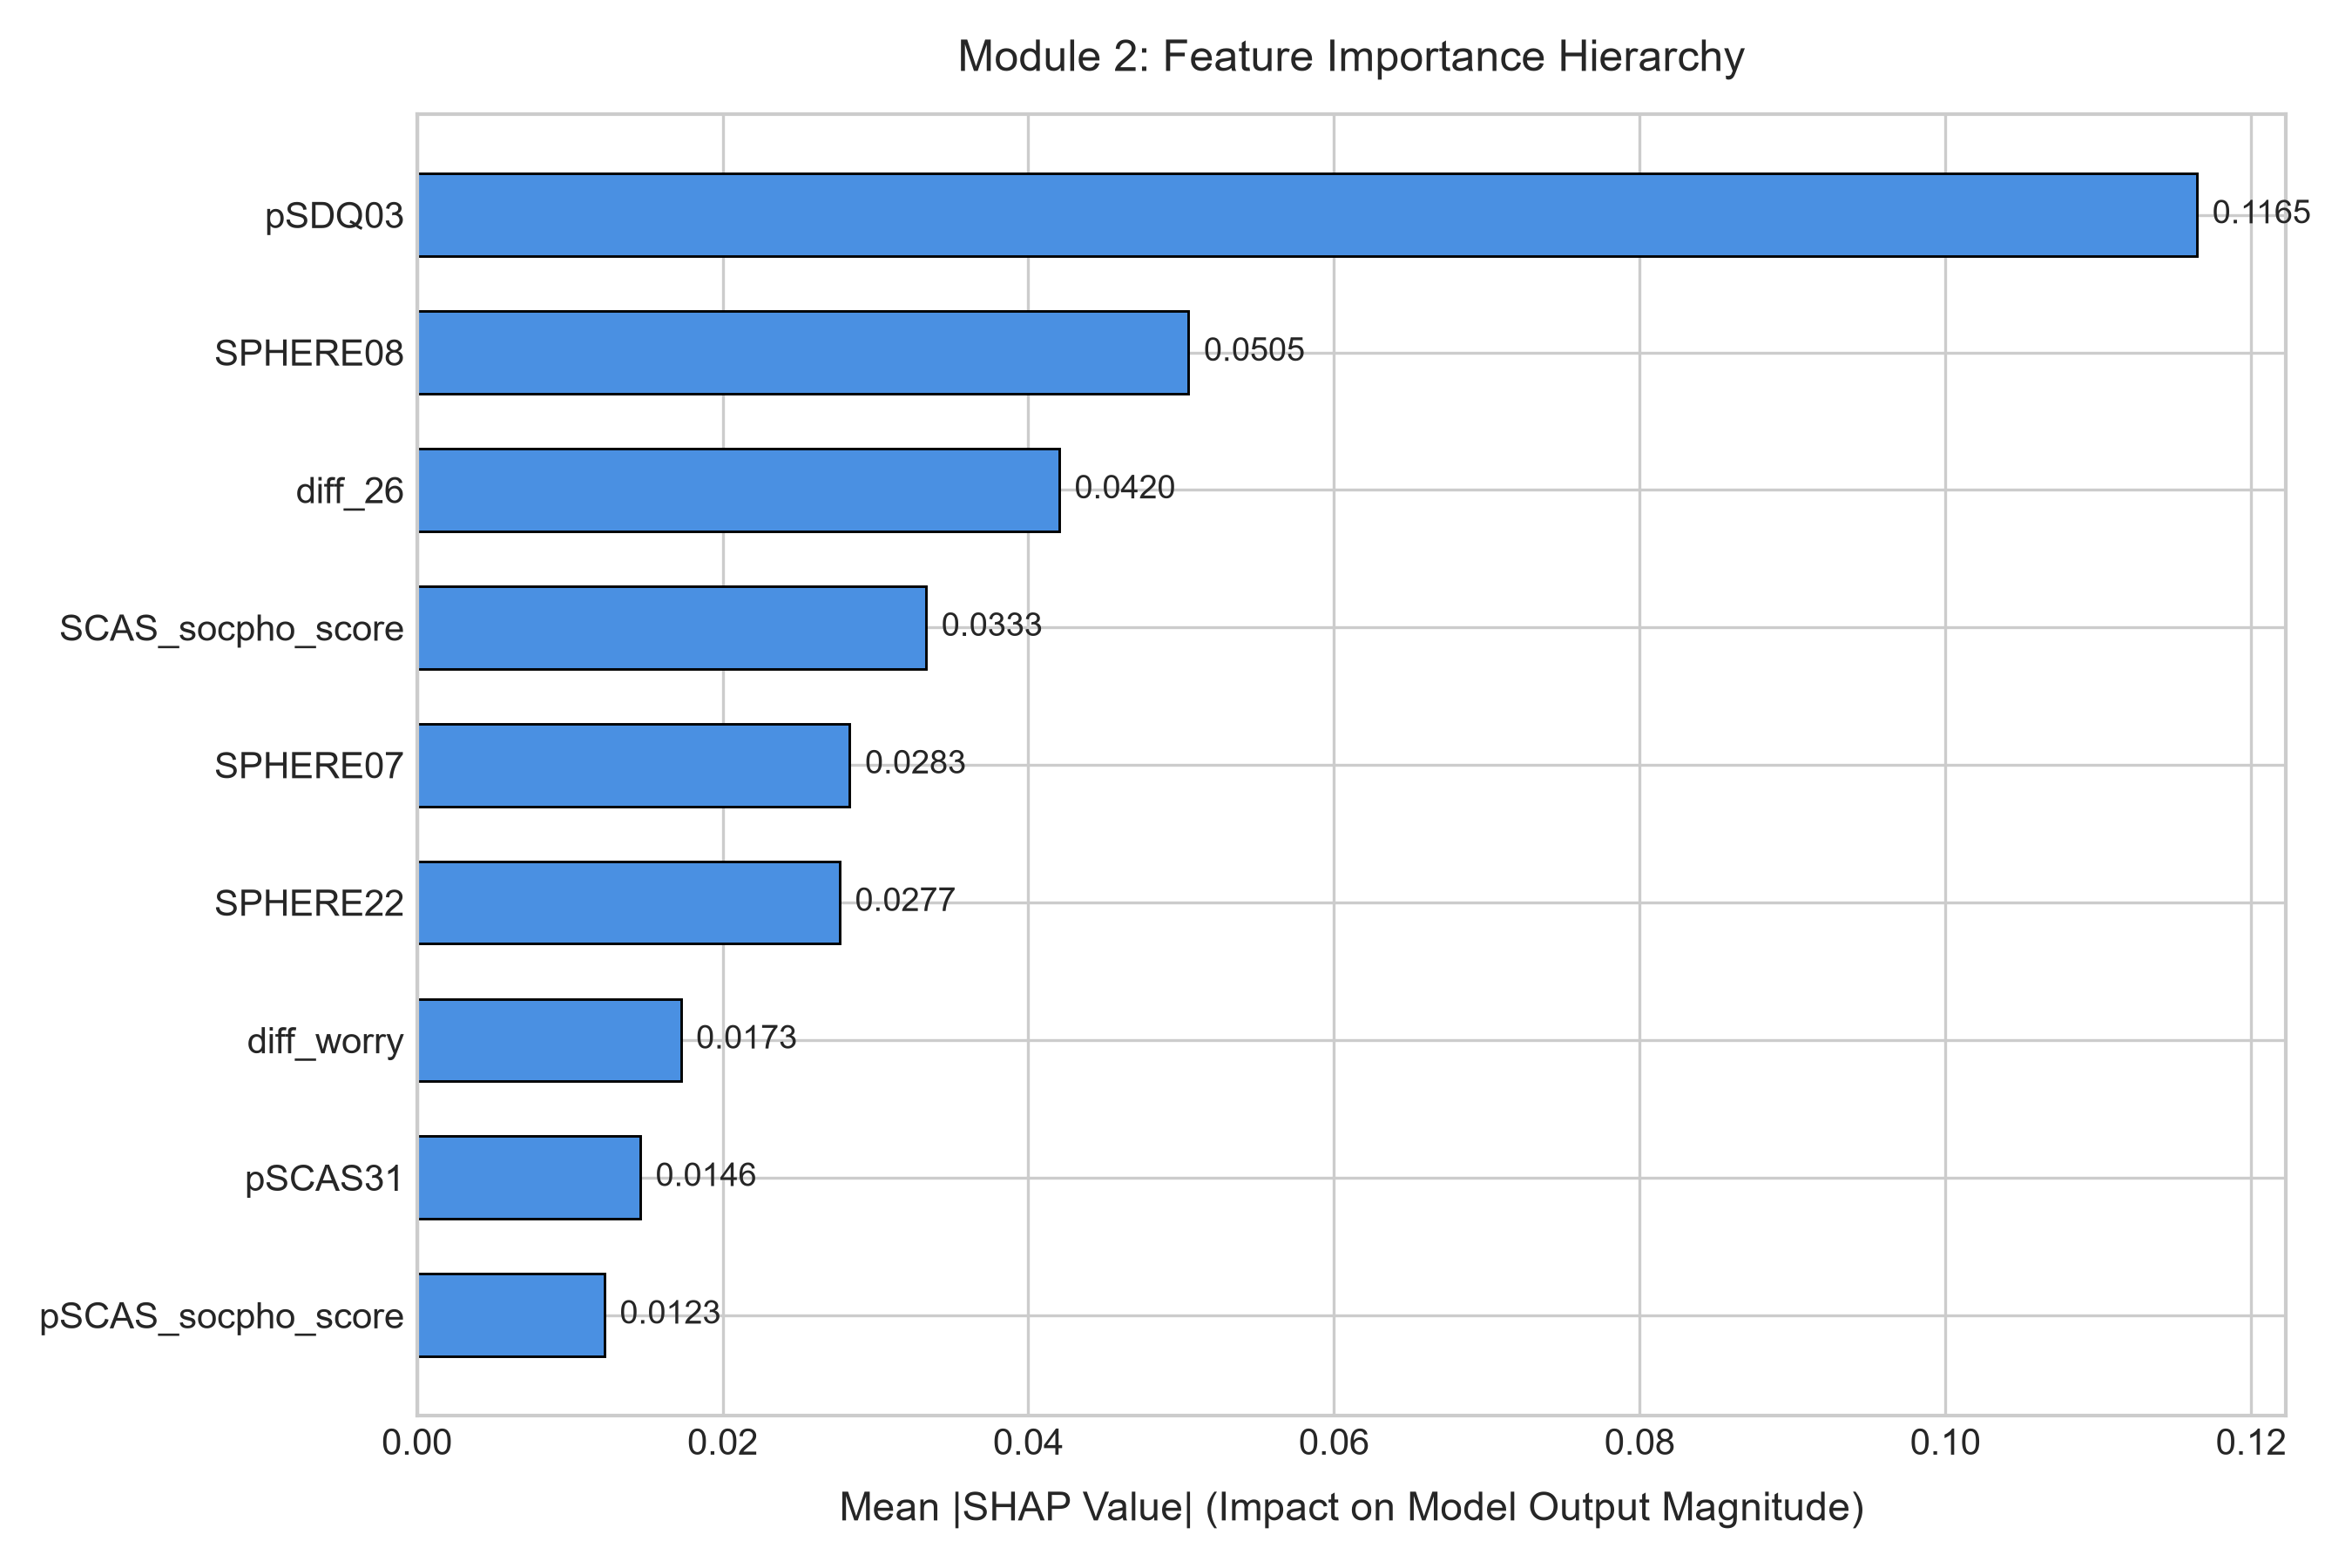 Module 2: Feature Importance Hierarchy
pSDQ03 0.1165
SPHERE08 0.0505
diff_26 0.0420
SCAS_socpho_score 0.0333
SPHERE07 0.0283
SPHERE22 0.0277
diff_worry 0.0173
pSCAS31 0.0146
pSCAS_socpho_score 0.0123
0.00 0.02 0.04 0.06 0.08 0.10 0.12
Mean |SHAP Value| (Impact on Model Output Magnitude)